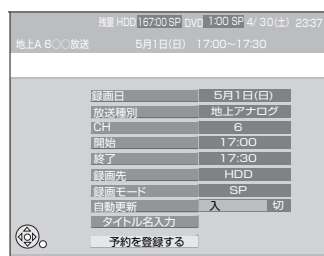 残量 HDD 167:00 SP DVD 1:00 SP 4/30(土) 23:37
地上A 6○○放送 5月1日(日) 17:00〜17:30
録画日 5月1日(日)
放送種別 地上アナログ
CH 6
開始 17:00
終了 17:30
録画先 HDD
録画モード SP
自動更新 入 切
タイトル名入力
予約を登録する